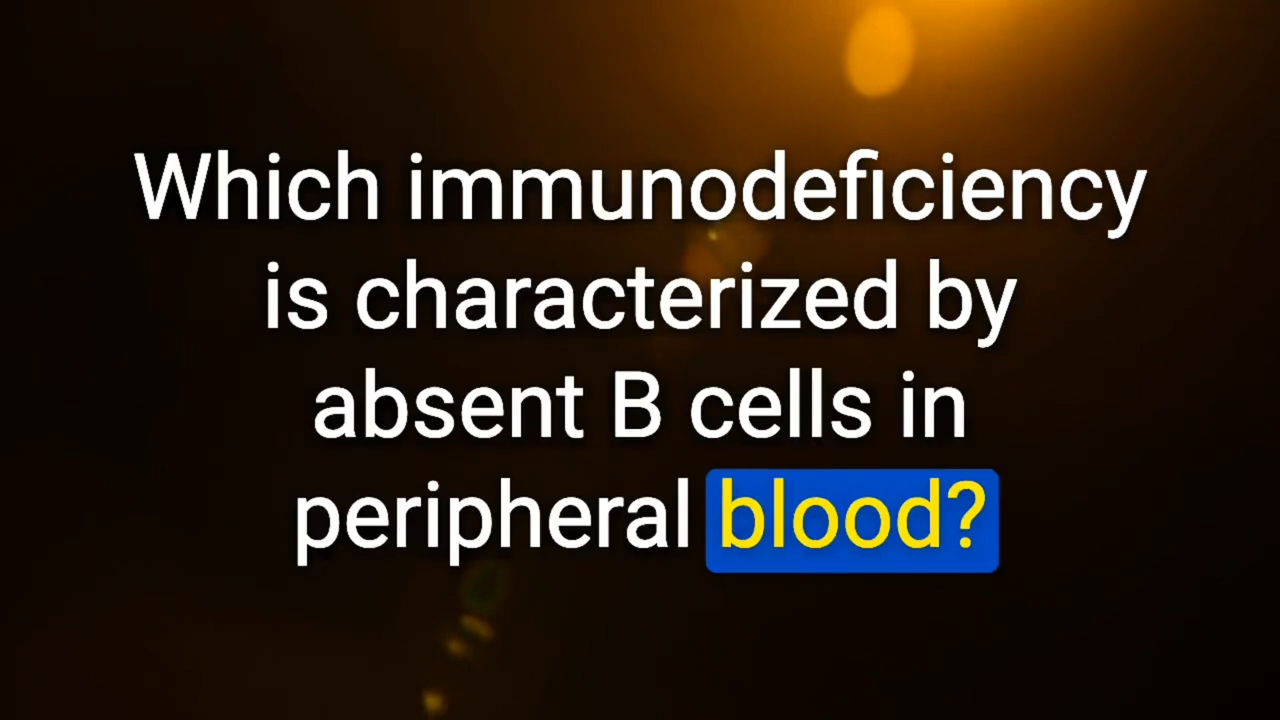 Which immunodeficiency
is characterized by
absent B cells in
peripheral blood?